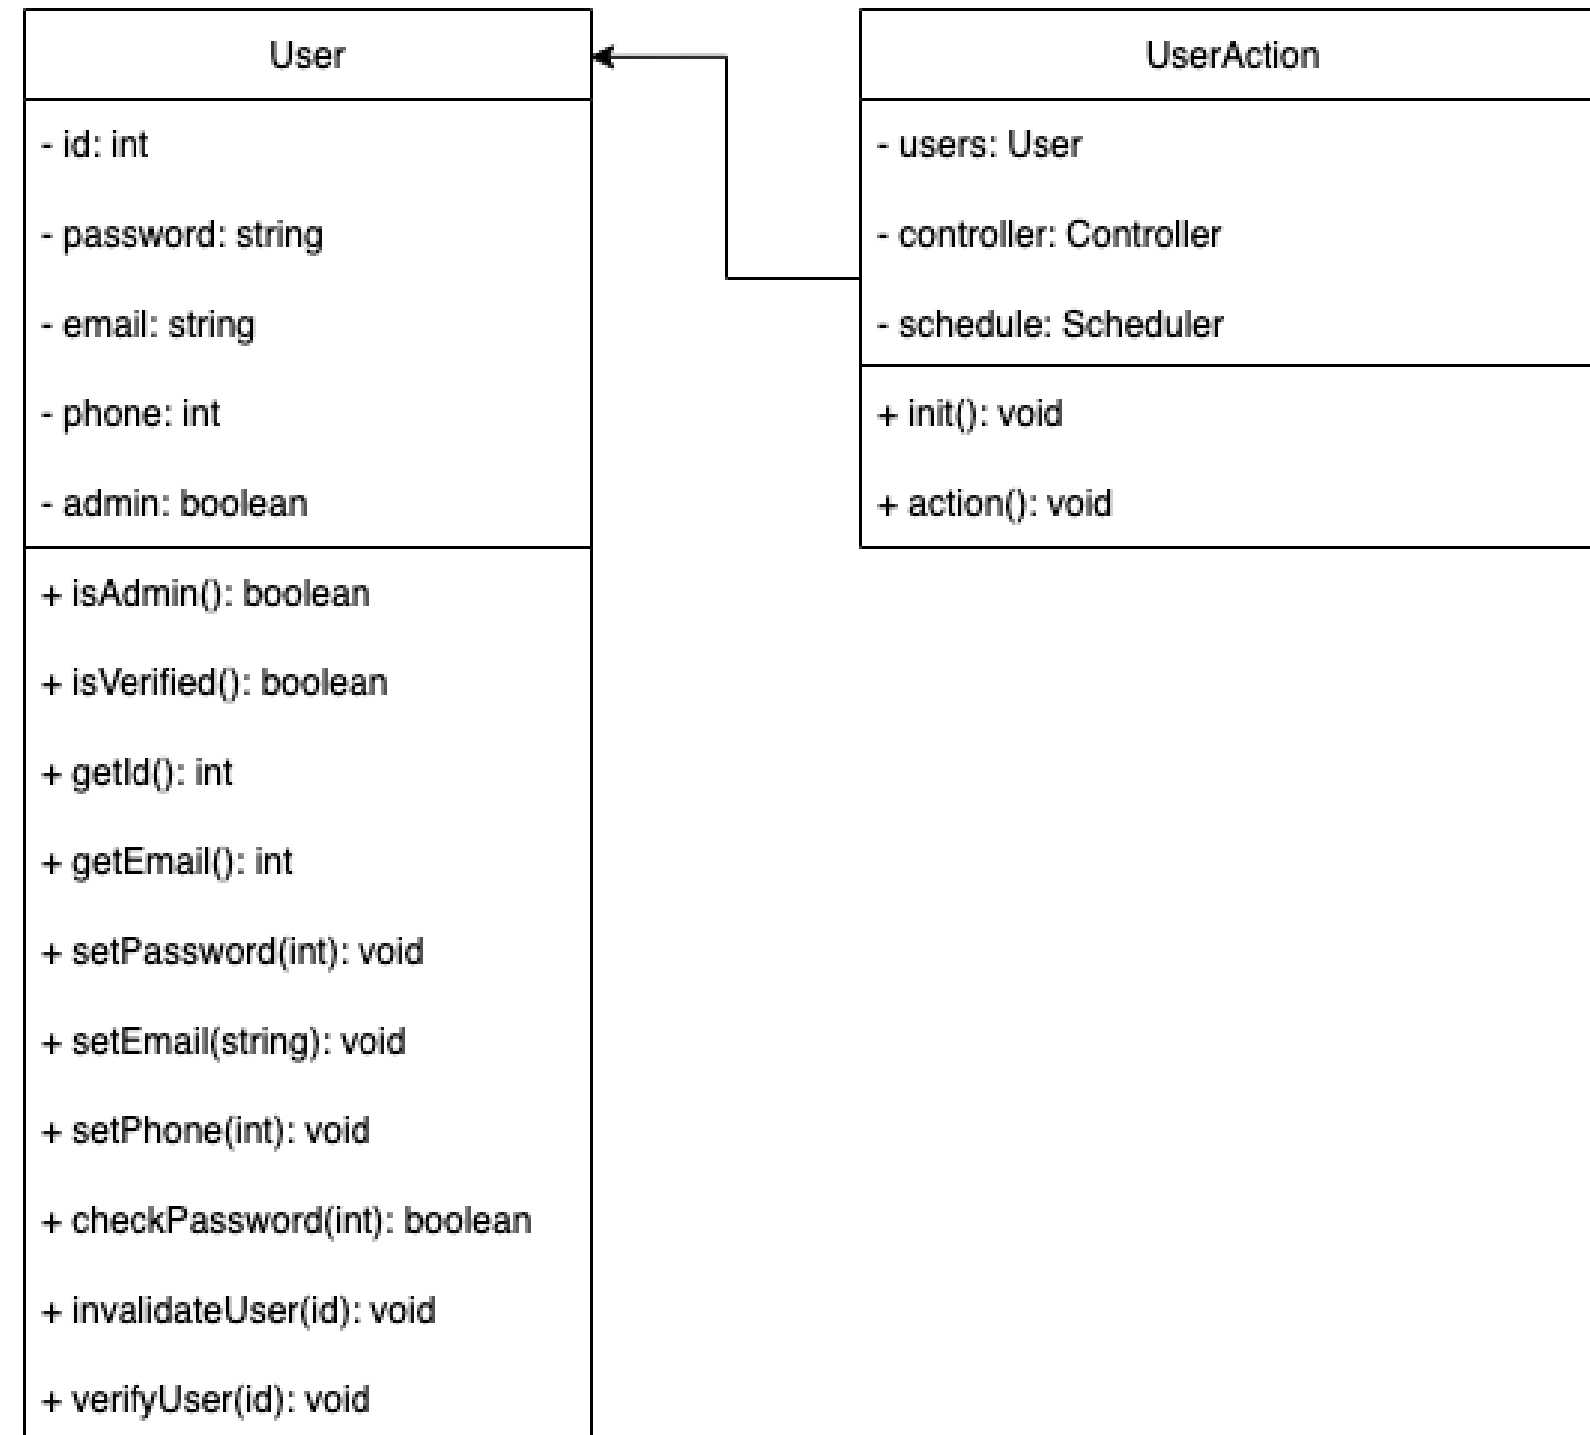 User
- id: int
- password: string
- email: string
- phone: int
- admin: boolean
+ isAdmin(): boolean
+ isVerified(): boolean
+ getId(): int
+ getEmail(): int
+ setPassword(int): void
+ setEmail(string): void
+ setPhone(int): void
+ checkPassword(int): boolean
+ invalidateUser(id): void
+ verifyUser(id): void
UserAction
- users: User
- controller: Controller
- schedule: Scheduler
+ init(): void
+ action(): void